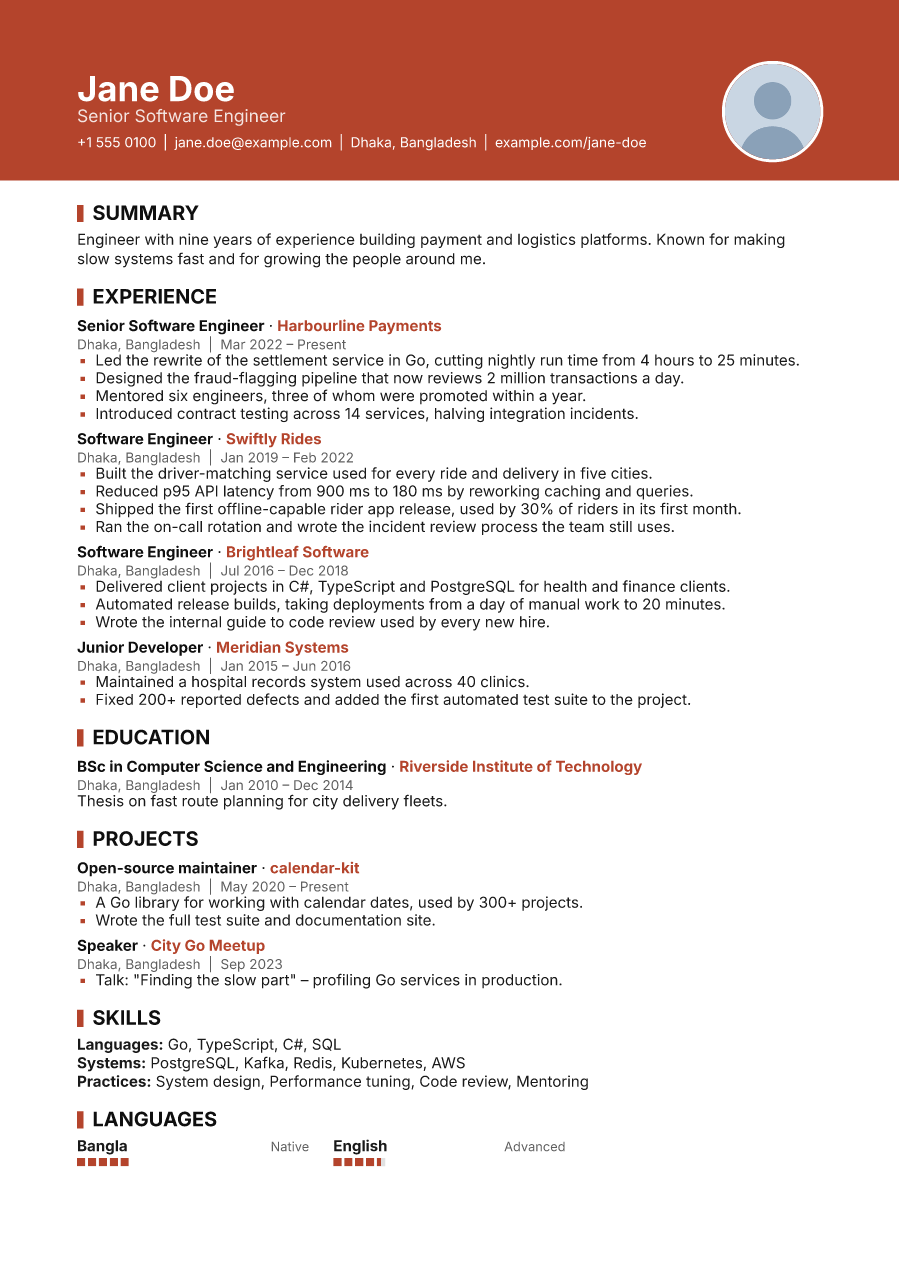 Jane Doe
Senior Software Engineer
+1 555 0100 | jane.doe@example.com | Dhaka, Bangladesh | example.com/jane-doe
SUMMARY
Engineer with nine years of experience building payment and logistics platforms. Known for making
slow systems fast and for growing the people around me.
EXPERIENCE
Senior Software Engineer · Harbourline Payments
Dhaka, Bangladesh | Mar 2022 – Present
▪ Led the rewrite of the settlement service in Go, cutting nightly run time from 4 hours to 25 minutes.
▪ Designed the fraud-flagging pipeline that now reviews 2 million transactions a day.
▪ Mentored six engineers, three of whom were promoted within a year.
▪ Introduced contract testing across 14 services, halving integration incidents.
Software Engineer · Swiftly Rides
Dhaka, Bangladesh | Jan 2019 – Feb 2022
▪ Built the driver-matching service used for every ride and delivery in five cities.
▪ Reduced p95 API latency from 900 ms to 180 ms by reworking caching and queries.
▪ Shipped the first offline-capable rider app release, used by 30% of riders in its first month.
▪ Ran the on-call rotation and wrote the incident review process the team still uses.
Software Engineer · Brightleaf Software
Dhaka, Bangladesh | Jul 2016 – Dec 2018
▪ Delivered client projects in C#, TypeScript and PostgreSQL for health and finance clients.
▪ Automated release builds, taking deployments from a day of manual work to 20 minutes.
▪ Wrote the internal guide to code review used by every new hire.
Junior Developer · Meridian Systems
Dhaka, Bangladesh | Jan 2015 – Jun 2016
▪ Maintained a hospital records system used across 40 clinics.
▪ Fixed 200+ reported defects and added the first automated test suite to the project.
EDUCATION
BSc in Computer Science and Engineering · Riverside Institute of Technology
Dhaka, Bangladesh | Jan 2010 – Dec 2014
Thesis on fast route planning for city delivery fleets.
PROJECTS
Open-source maintainer · calendar-kit
Dhaka, Bangladesh | May 2020 – Present
▪ A Go library for working with calendar dates, used by 300+ projects.
▪ Wrote the full test suite and documentation site.
Speaker · City Go Meetup
Dhaka, Bangladesh | Sep 2023
▪ Talk: "Finding the slow part" – profiling Go services in production.
SKILLS
Languages: Go, TypeScript, C#, SQL
Systems: PostgreSQL, Kafka, Redis, Kubernetes, AWS
Practices: System design, Performance tuning, Code review, Mentoring
LANGUAGES
Bangla Native English Advanced